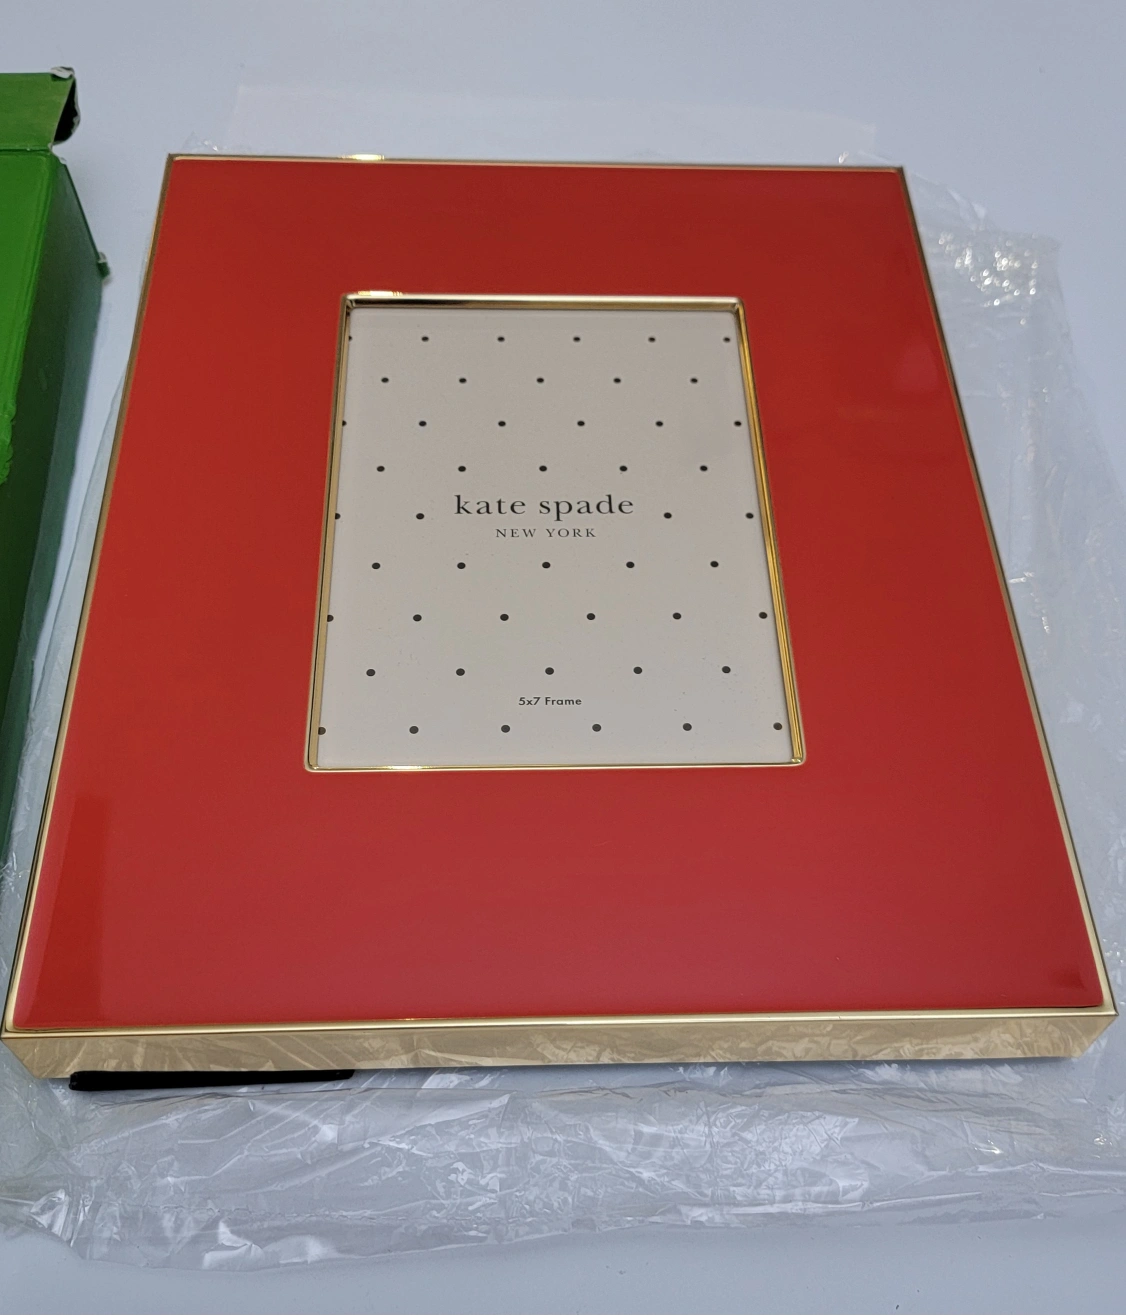 kate spade
NEW YORK
5x7 Frame